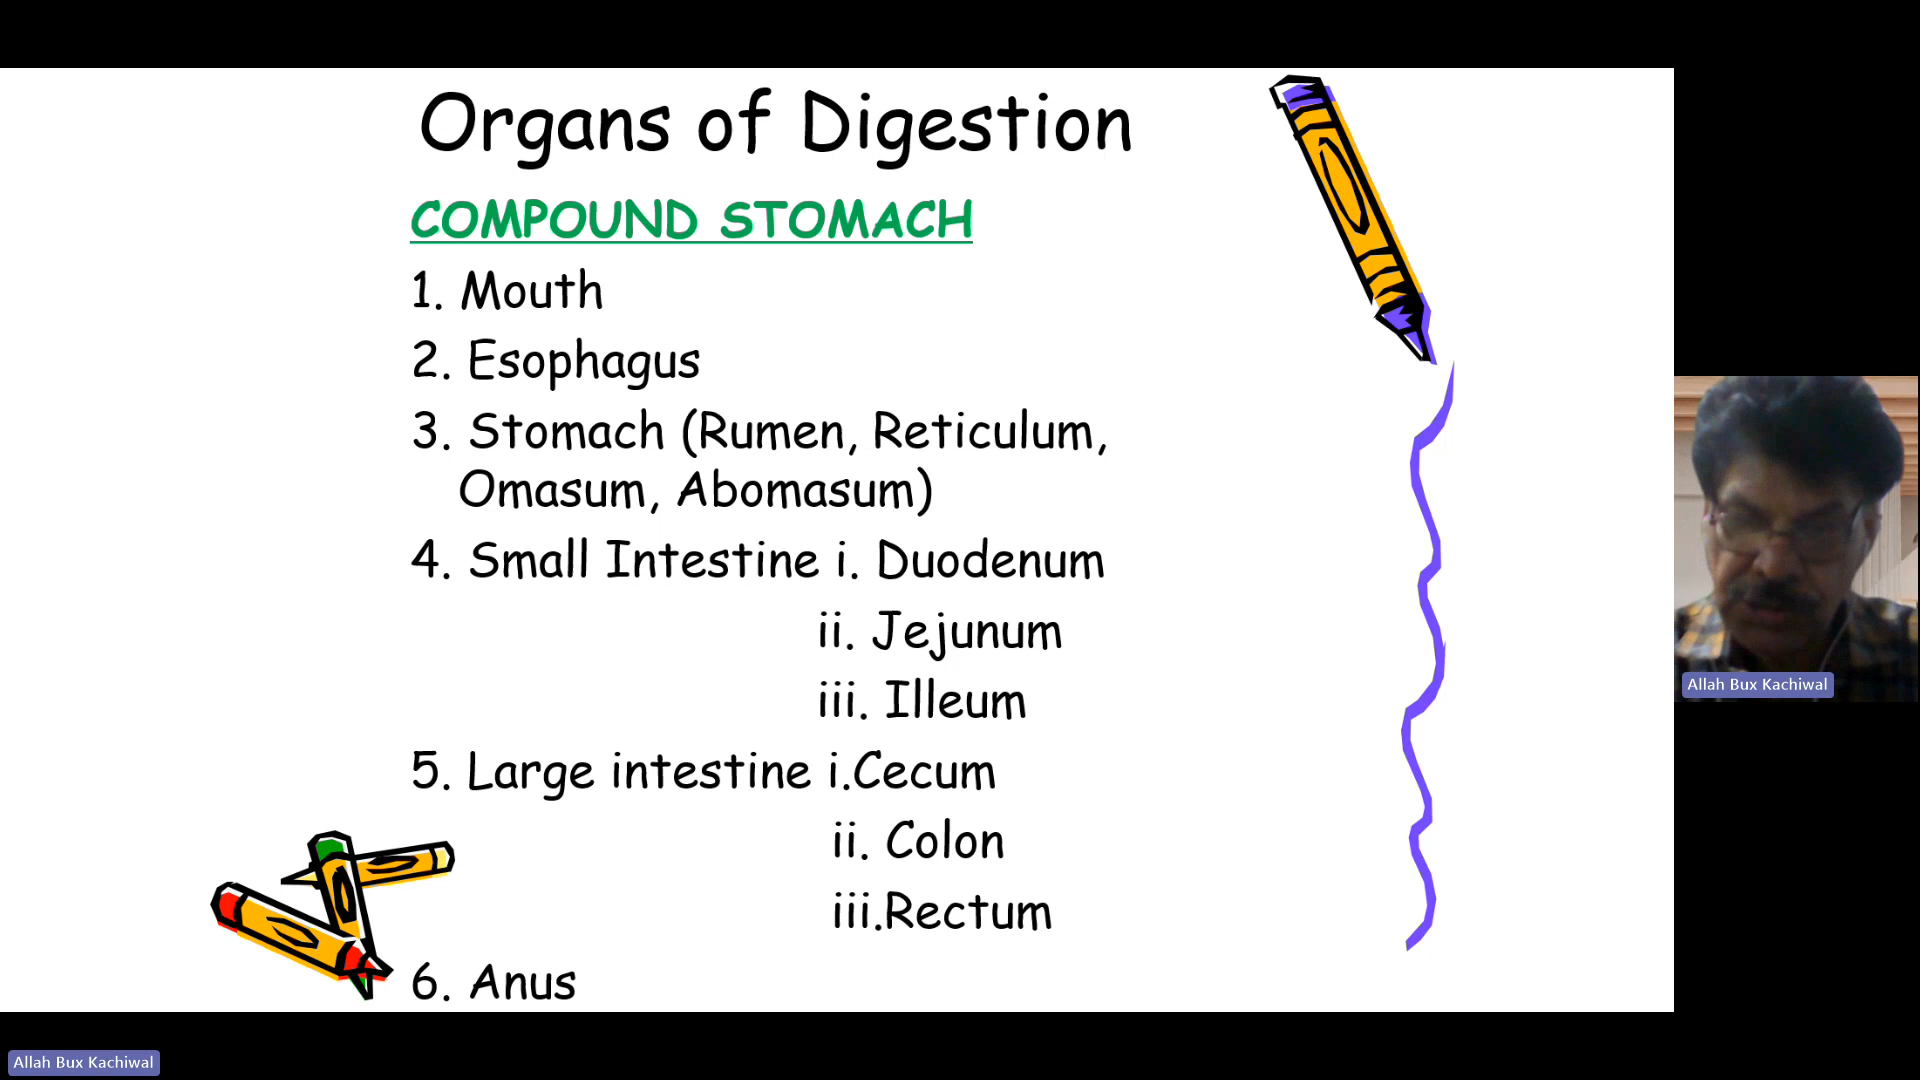 Organs of Digestion
COMPOUND STOMACH
1. Mouth
2. Esophagus
3. Stomach (Rumen, Reticulum,
Omasum, Abomasum)
4. Small Intestine i. Duodenum
ii. Jejunum
iii. Illeum
5. Large intestine i.Cecum
ii. Colon
iii.Rectum
6. Anus
Allah Bux Kachiwal
Allah Bux Kachiwal